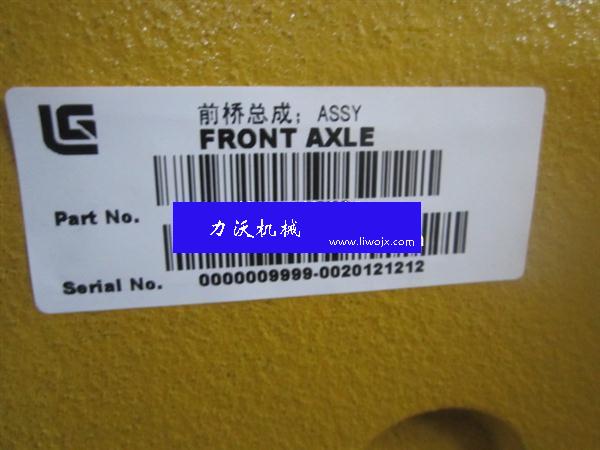 LG
前桥总成；ASSY
FRONT AXLE
Part No.
力沃机械
www.liwojx.com
Serial No. 0000009999-0020121212